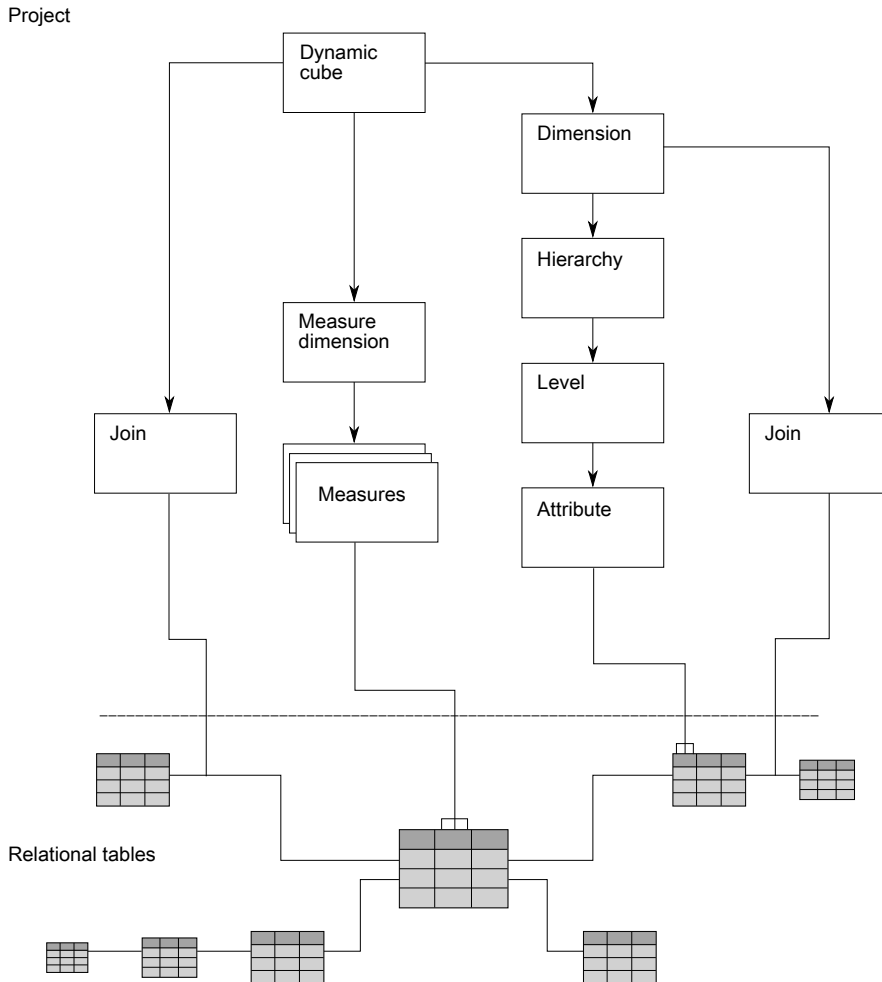 Project
Dynamic
cube
Dimension
Hierarchy
Measure
dimension
Level
Join
Join
Measures
Attribute
Relational tables